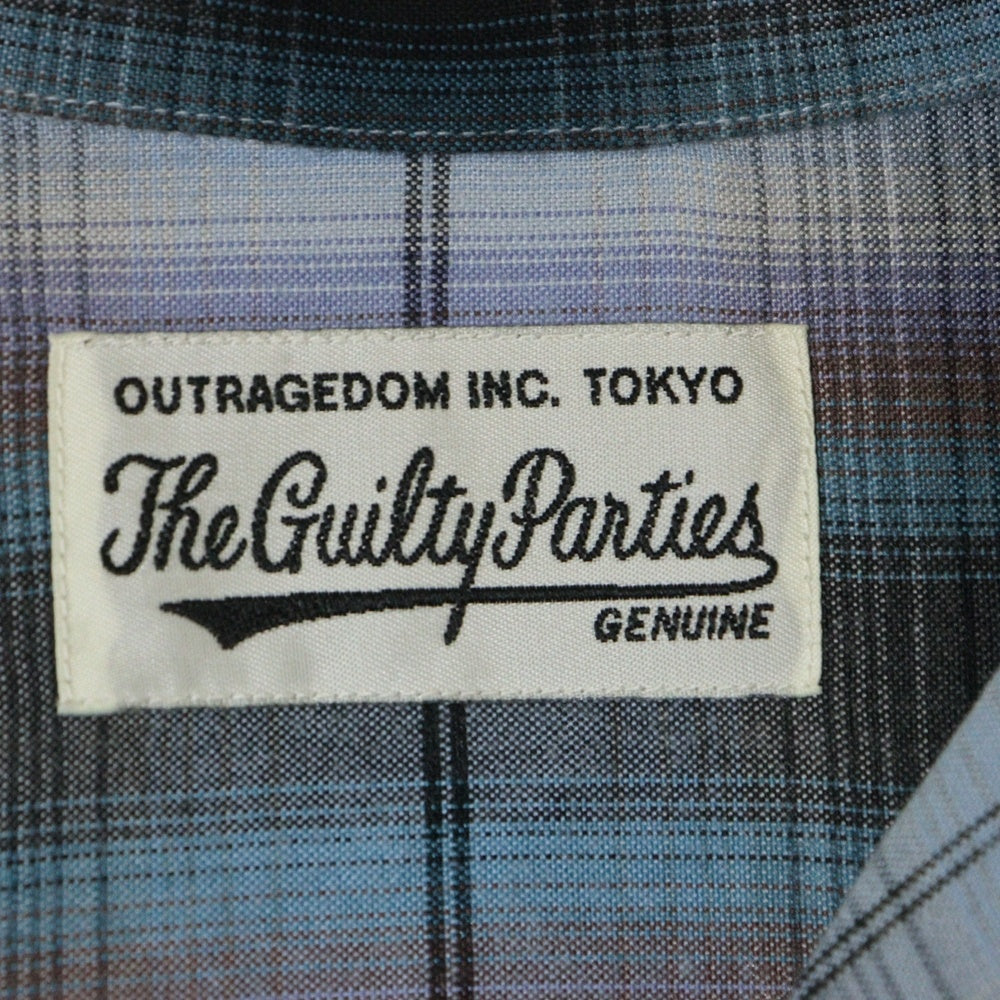 OUTRAGEDOM INC. TOKYO
The Guilty Parties
GENUINE